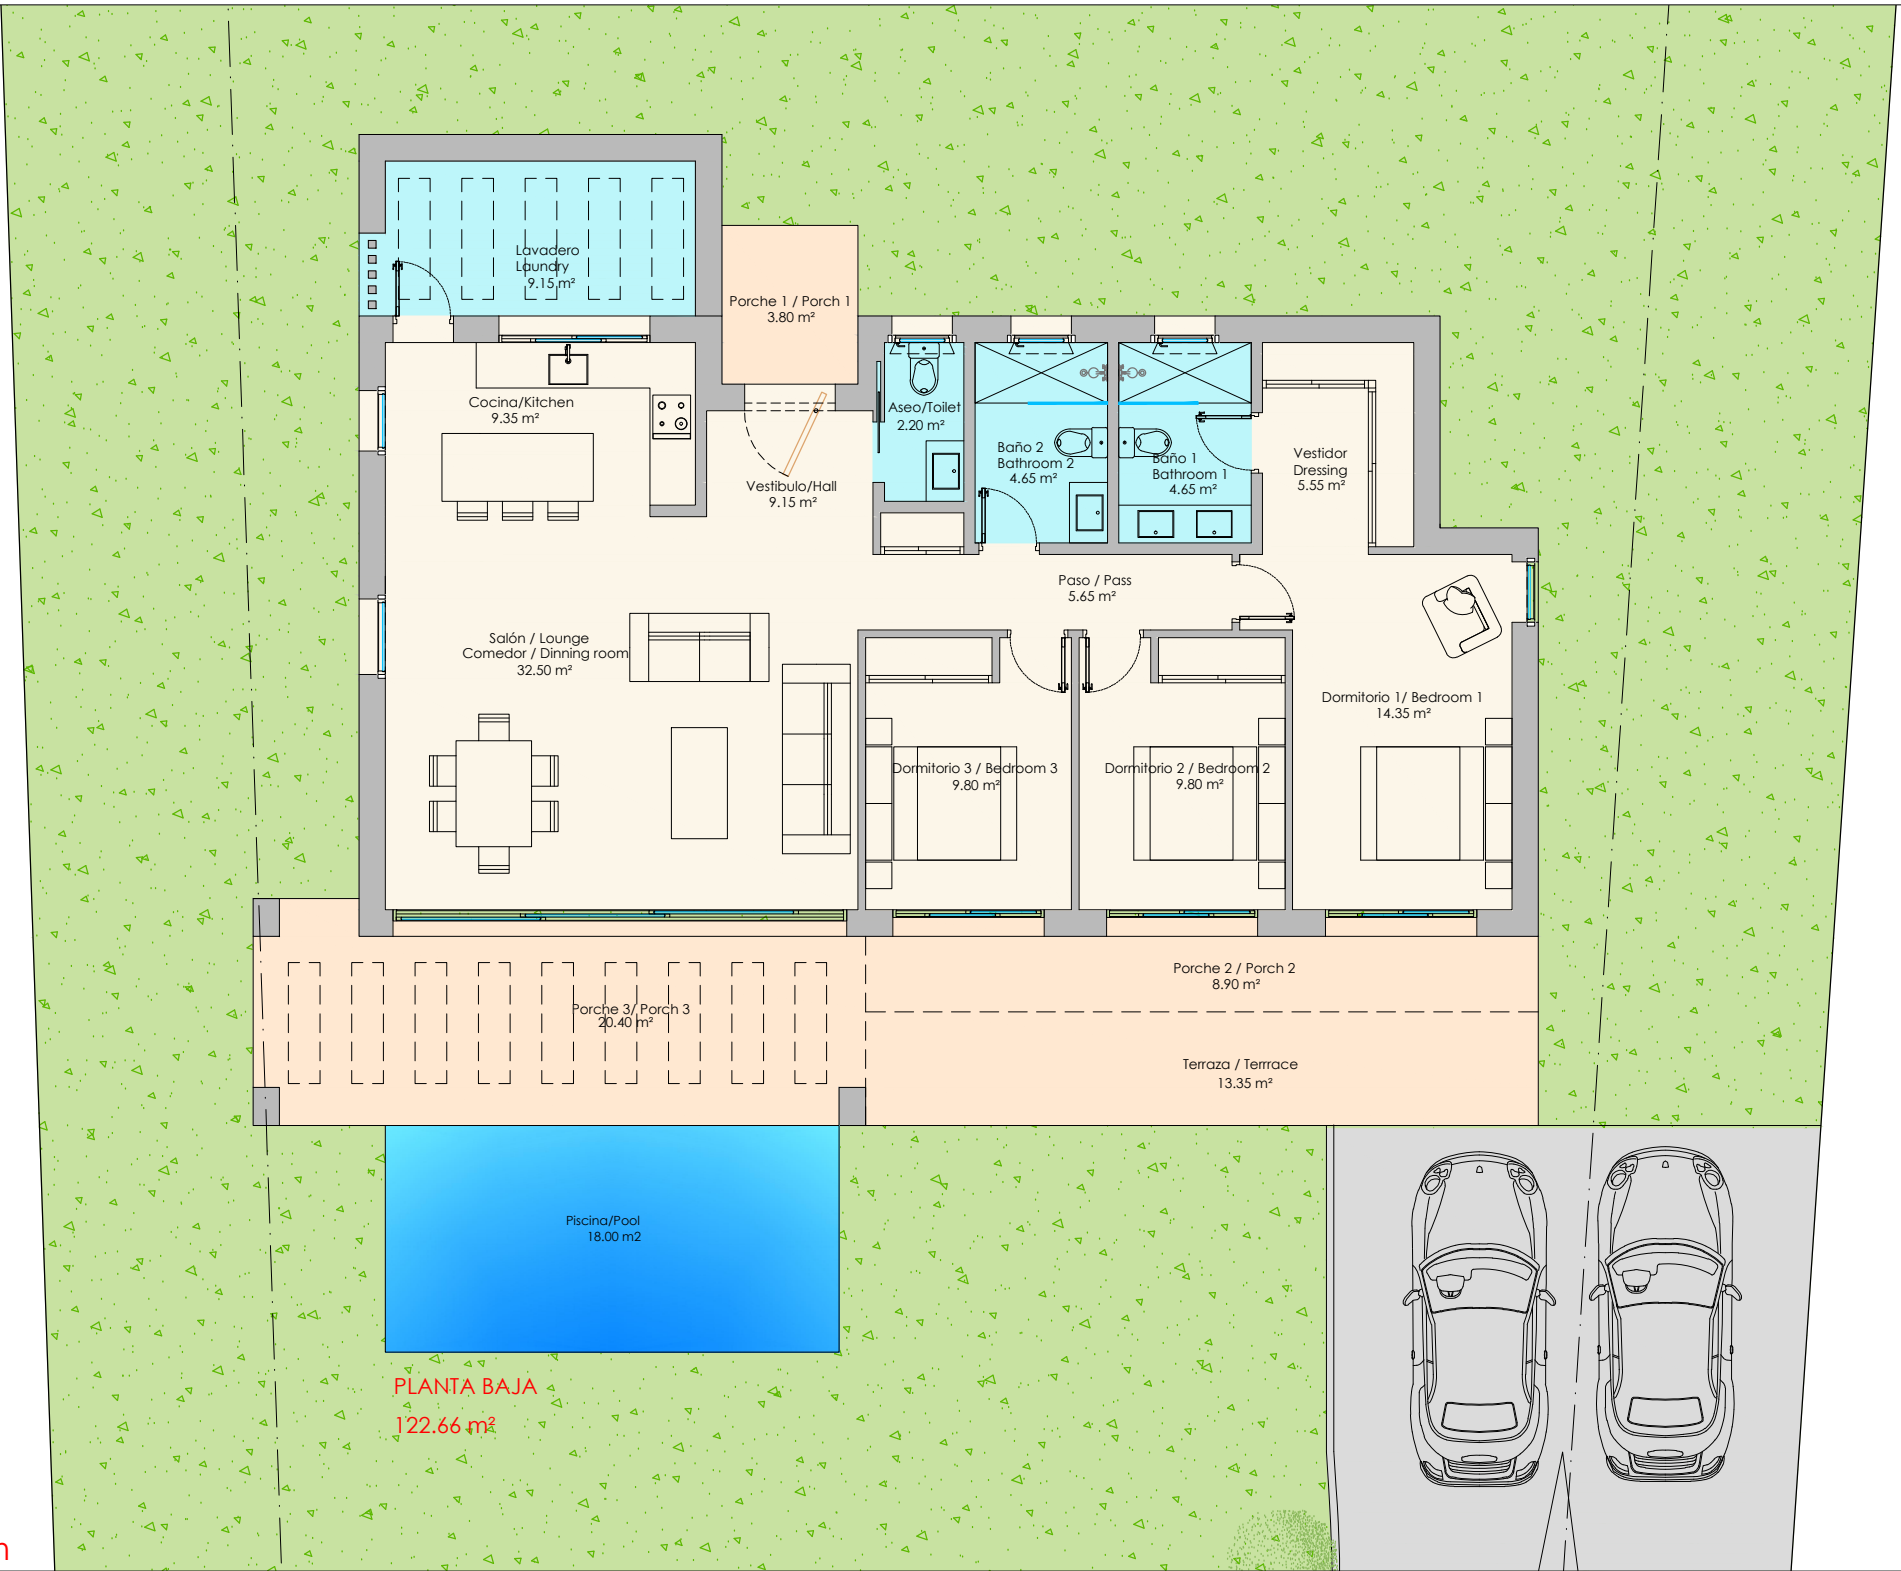 Lavadero
Laundry
9.15 m²
Porche 1 / Porch 1
3.80 m²
Cocina/Kitchen
9.35 m²
Aseo/Toilet
2.20 m²
Baño 2
Bathroom 2
4.65 m²
Baño 1
Bathroom 1
4.65 m²
Vestidor
Dressing
5.55 m²
Vestibulo/Hall
9.15 m²
Paso / Pass
5.65 m²
Salón / Lounge
Comedor / Dinning room
32.50 m²
Dormitorio 1/ Bedroom 1
14.35 m²
Dormitorio 3 / Bedroom 3
9.80 m²
Dormitorio 2 / Bedroom 2
9.80 m²
Porche 2 / Porch 2
8.90 m²
Porche 3/ Porch 3
20.40 m²
Terraza / Terrrace
13.35 m²
Piscina/Pool
18.00 m2
PLANTA BAJA
122.66 m²